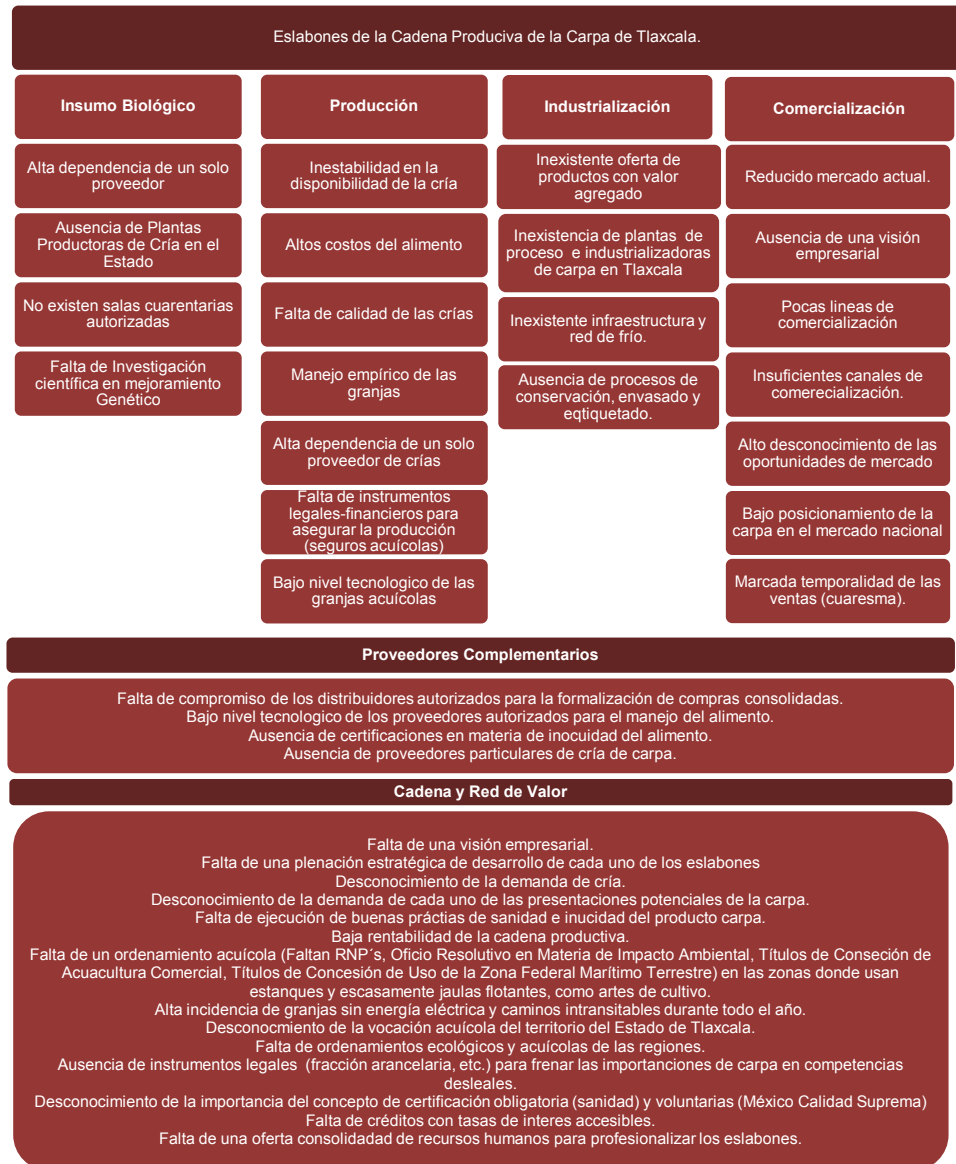 Eslabones de la Cadena Produciva de la Carpa de Tlaxcala.
Insumo Biológico
Alta dependencia de un solo
proveedor
Ausencia de Plantas
Productoras de Cría en el
Estado
No existen salas cuarentarias
autorizadas
Falta de Investigación
científica en mejoramiento
Genético
Producción
Inestabilidad en la
disponibilidad de la cría
Altos costos del alimento
Falta de calidad de las crías
Manejo empírico de las
granjas
Alta dependencia de un solo
proveedor de crías
Falta de instrumentos
legales-financieros para
asegurar la producción
(seguros acuícolas)
Bajo nivel tecnologico de las
granjas acuícolas
Industrialización
Inexistente oferta de
productos con valor
agregado
Inexistencia de plantas de
proceso e industrializadoras
de carpa en Tlaxcala
Inexistente infraestructura y
red de frío.
Ausencia de procesos de
conservación, envasado y
eqtiquetado.
Comercialización
Reducido mercado actual.
Ausencia de una visión
empresarial
Pocas lineas de
comercialización
Insuficientes canales de
comerecialización.
Alto desconocimiento de las
oportunidades de mercado
Bajo posicionamiento de la
carpa en el mercado nacional
Marcada temporalidad de las
ventas (cuaresma).
Proveedores Complementarios
Falta de compromiso de los distribuidores autorizados para la formalización de compras consolidadas.
Bajo nivel tecnologico de los proveedores autorizados para el manejo del alimento.
Ausencia de certificaciones en materia de inocuidad del alimento.
Ausencia de proveedores particulares de cría de carpa.
Cadena y Red de Valor
Falta de una visión empresarial.
Falta de una plenación estratégica de desarrollo de cada uno de los eslabones
Desconocimiento de la demanda de cría.
Desconocimiento de la demanda de cada uno de las presentaciones potenciales de la carpa.
Falta de ejecución de buenas práctias de sanidad e inucidad del producto carpa.
Baja rentabilidad de la cadena productiva.
Falta de un ordenamiento acuícola (Faltan RNP´s, Oficio Resolutivo en Materia de Impacto Ambiental, Títulos de Conseción de
Acuacultura Comercial, Títulos de Concesión de Uso de la Zona Federal Marítimo Terrestre) en las zonas donde usan
estanques y escasamente jaulas flotantes, como artes de cultivo.
Alta incidencia de granjas sin energía eléctrica y caminos intransitables durante todo el año.
Desconocmiento de la vocación acuícola del territorio del Estado de Tlaxcala.
Falta de ordenamientos ecológicos y acuícolas de las regiones.
Ausencia de instrumentos legales (fracción arancelaria, etc.) para frenar las importanciones de carpa en competencias
desleales.
Desconocimiento de la importancia del concepto de certificación obligatoria (sanidad) y voluntarias (México Calidad Suprema)
Falta de créditos con tasas de interes accesibles.
Falta de una oferta consolidadad de recursos humanos para profesionalizar los eslabones.